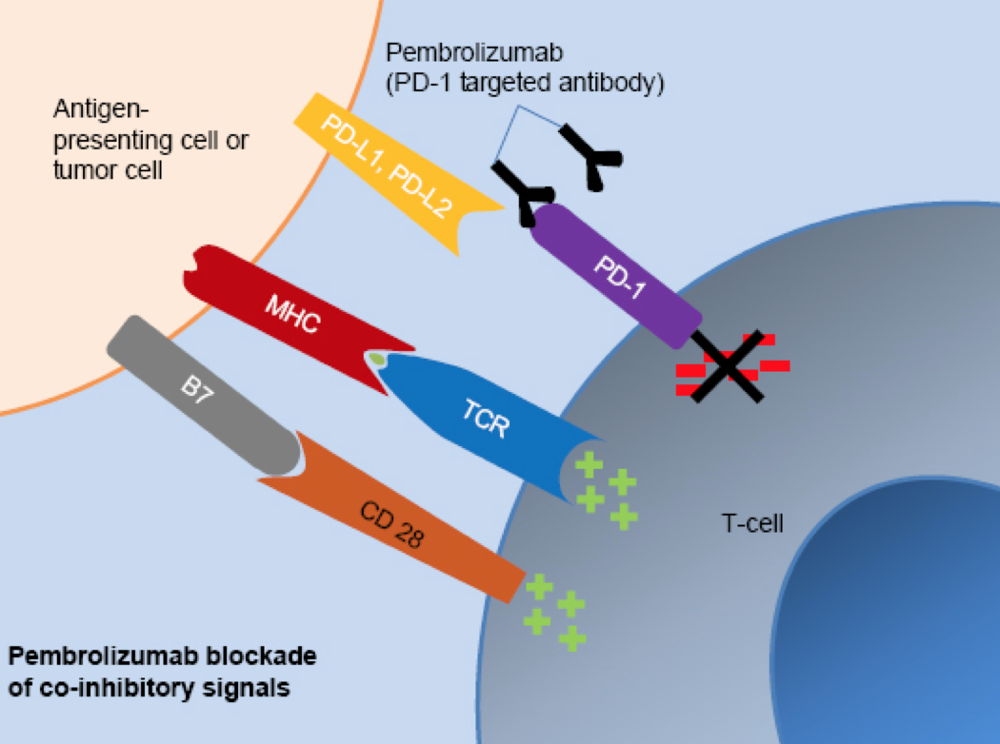 Pembrolizumab
(PD-1 targeted antibody)
Antigen-
presenting cell or
tumor cell
PD-L1, PD-L2
PD-1
MHC
B7
TCR
CD 28
T-cell
Pembrolizumab blockade
of co-inhibitory signals